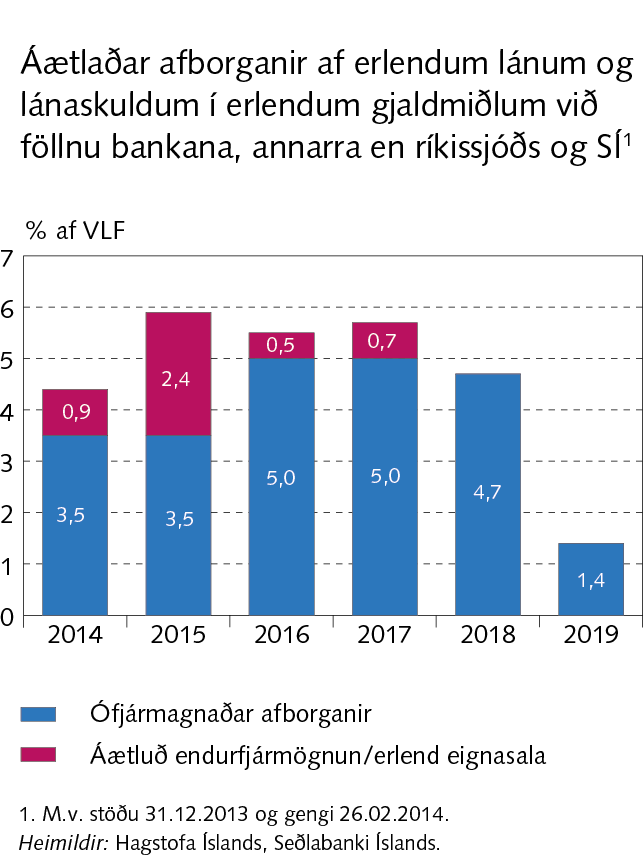 Áætlaðar afborganir af erlendum lánum og
lánaskuldum í erlendum gjaldmiðlum við
föllnu bankana, annarra en ríkissjóðs og SÍ¹
% af VLF
7
6
5
4
3
2
1
0
0,9
3,5
2,4
3,5
0,5
5,0
0,7
5,0
4,7
1,4
2014 2015 2016 2017 2018 2019
Ófjármagnaðar afborganir
Áætluð endurfjármögnun/erlend eignasala
1. M.v. stöðu 31.12.2013 og gengi 26.02.2014.
Heimildir: Hagstofa Íslands, Seðlabanki Íslands.